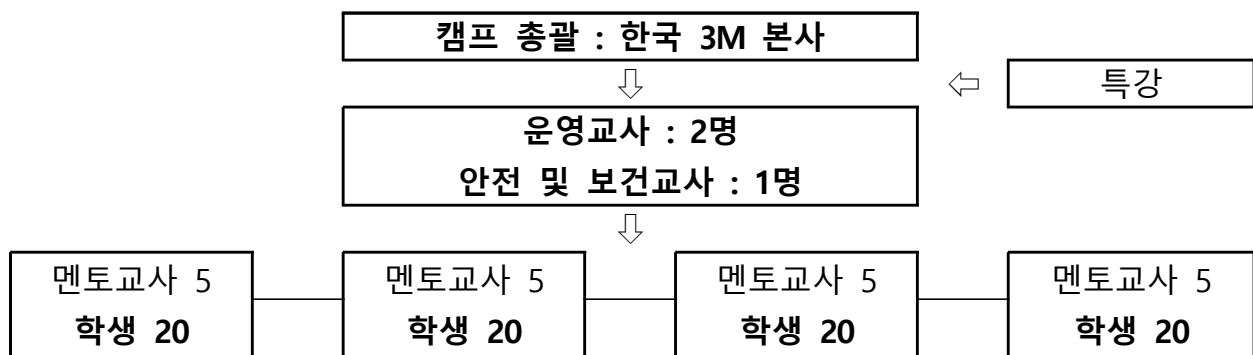 캠프 총괄 : 한국 3M 본사
특강
운영교사 : 2명
안전 및 보건교사 : 1명
멘토교사 5
학생 20
멘토교사 5
학생 20
멘토교사 5
학생 20
멘토교사 5
학생 20